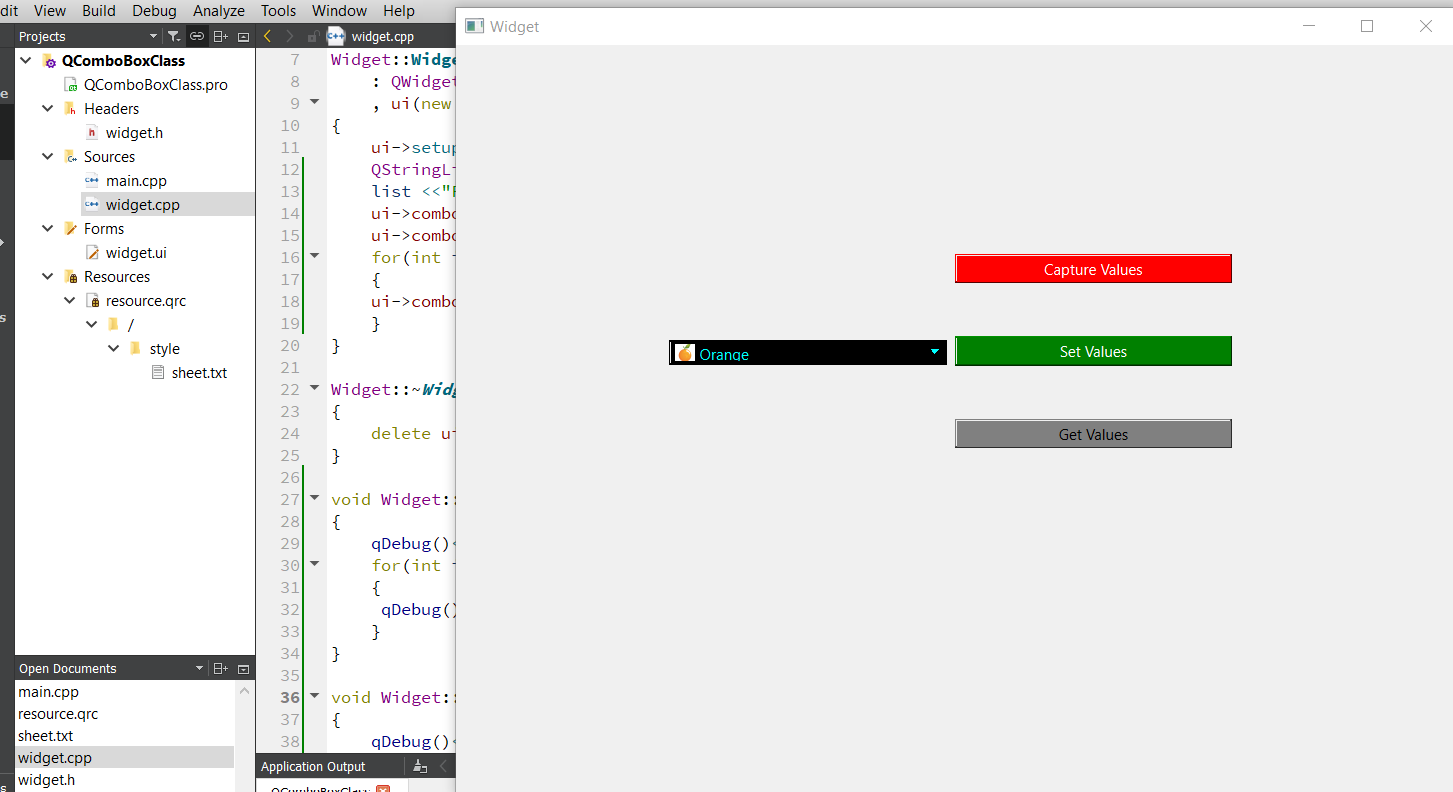 dit View Build Debug Analyze Tools Window Help
Projects
QComboBoxClass
QComboBoxClass.pro
Headers
widget.h
Sources
main.cpp
widget.cpp
Forms
widget.ui
Resources
resource.qrc
/
style
sheet.txt
Open Documents
main.cpp
resource.qrc
sheet.txt
widget.cpp
widget.h
widget.cpp
7 Widget::Widge
8 : QWidget
9 , ui(new
10 {
11 ui->setup
12 QStringLi
13 list <<"
14 ui->combo
15 ui->combo
16 for(int
17 {
18 ui->combo
19 }
20 }
21
22 Widget::~Widg
23 {
24 delete ui
25 }
26
27 void Widget::
28 {
29 qDebug()<
30 for(int
31 {
32 qDebug()
33 }
34 }
35
36 void Widget::
37 {
38 qDebug()<
Application Output
QComboBoxClass
Widget
Capture Values
Orange
Set Values
Get Values